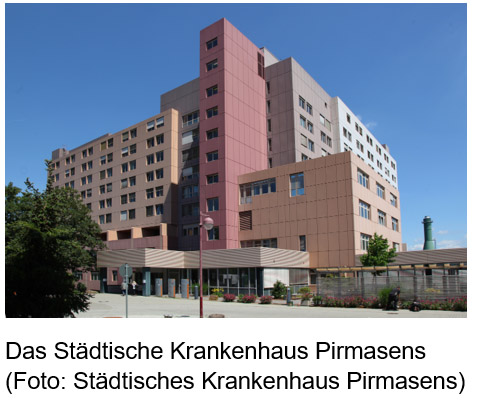 Das Städtische Krankenhaus Pirmasens
(Foto: Städtisches Krankenhaus Pirmasens)